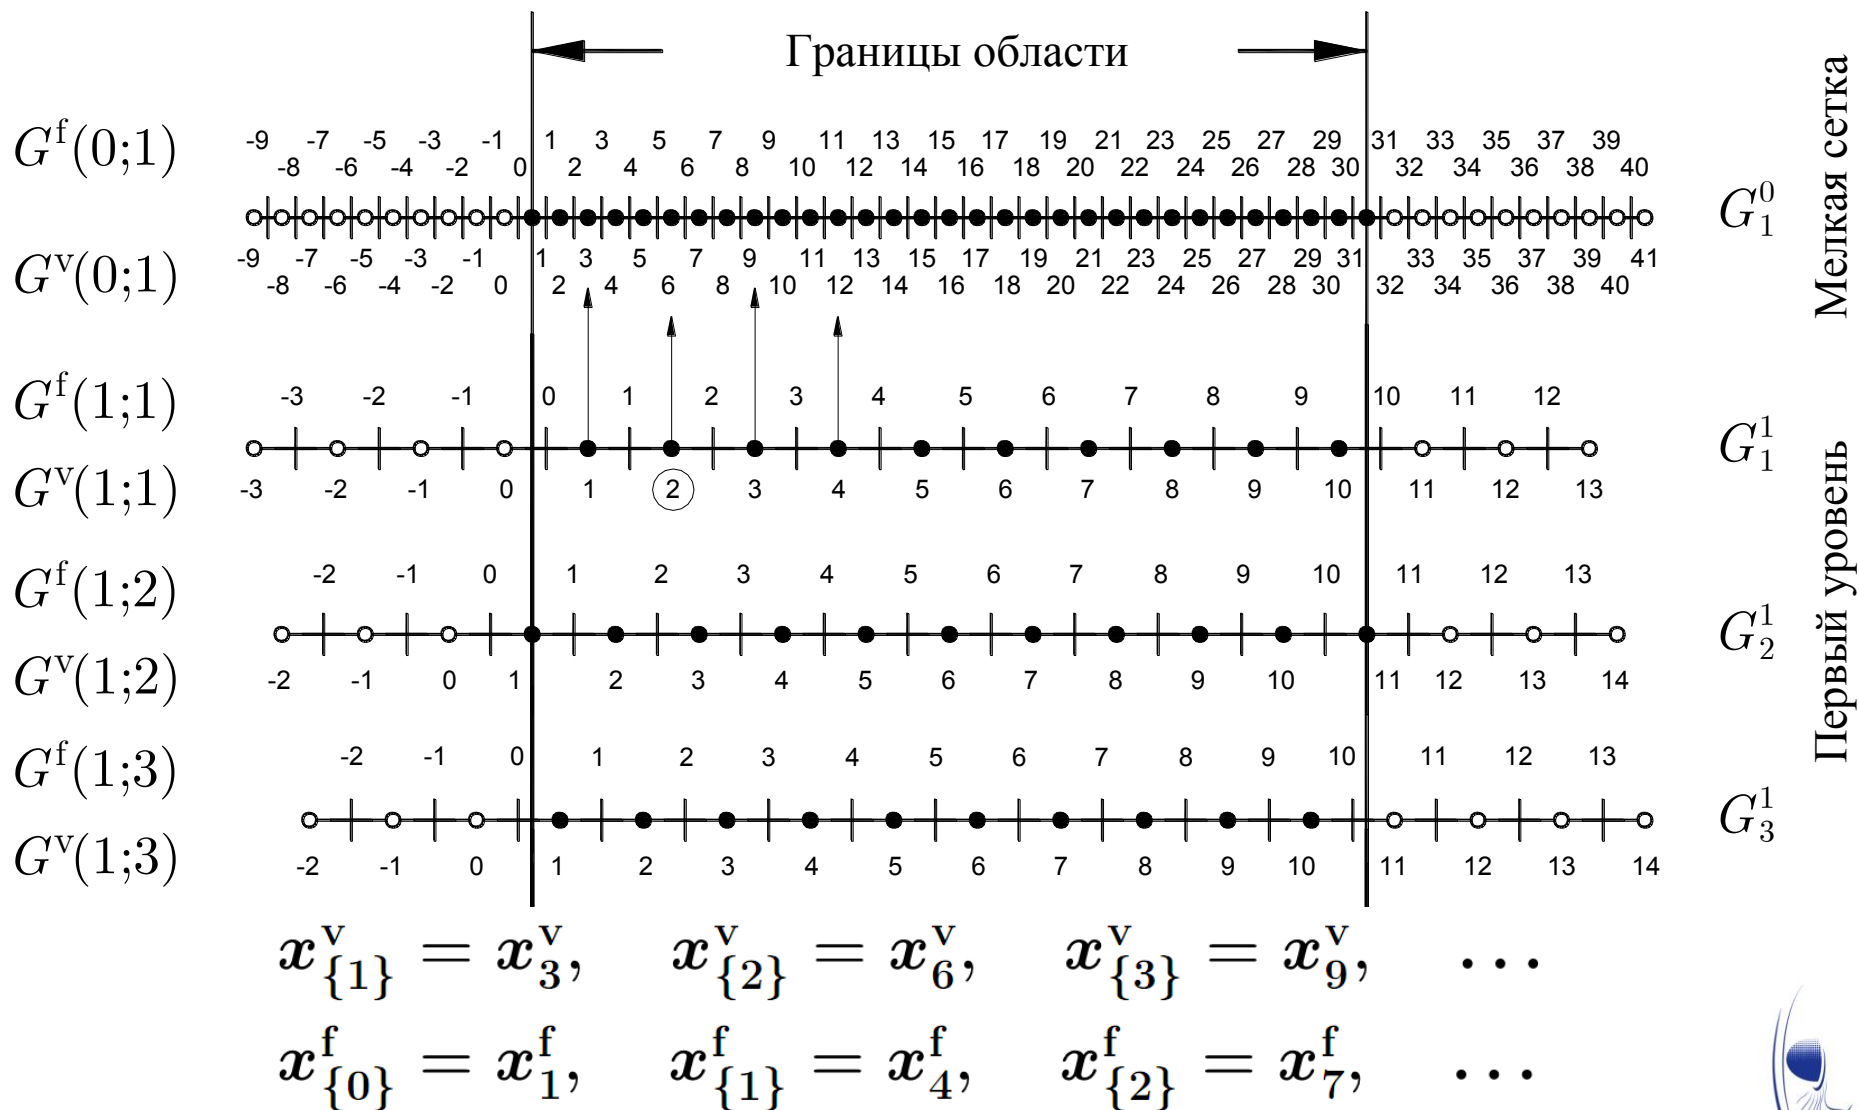 Границы области
G^f(0;1)
-9 -7 -5 -3 -1 1 3 5 7 9 11 13 15 17 19 21 23 25 27 29 31 33 35 37 39
-8 -6 -4 -2 0 2 4 6 8 10 12 14 16 18 20 22 24 26 28 30 32 34 36 38 40
G_1^0
G^v(0;1)
-9 -7 -5 -3 -1 1 3 5 7 9 11 13 15 17 19 21 23 25 27 29 31 33 35 37 39 41
-8 -6 -4 -2 0 2 4 6 8 10 12 14 16 18 20 22 24 26 28 30 32 34 36 38 40
Мелкая сетка
G^f(1;1)
-3 -2 -1 0 1 2 3 4 5 6 7 8 9 10 11 12
G_1^1
G^v(1;1)
-3 -2 -1 0 1 2 3 4 5 6 7 8 9 10 11 12 13
G^f(1;2)
-2 -1 0 1 2 3 4 5 6 7 8 9 10 11 12 13
G_2^1
G^v(1;2)
-2 -1 0 1 2 3 4 5 6 7 8 9 10 11 12 13 14
Первый уровень
G^f(1;3)
-2 -1 0 1 2 3 4 5 6 7 8 9 10 11 12 13
G_3^1
G^v(1;3)
-2 -1 0 1 2 3 4 5 6 7 8 9 10 11 12 13 14
x^v_{1} = x^v_3, x^v_{2} = x^v_6, x^v_{3} = x^v_9, ...
x^f_{0} = x^f_1, x^f_{1} = x^f_4, x^f_{2} = x^f_7, ...